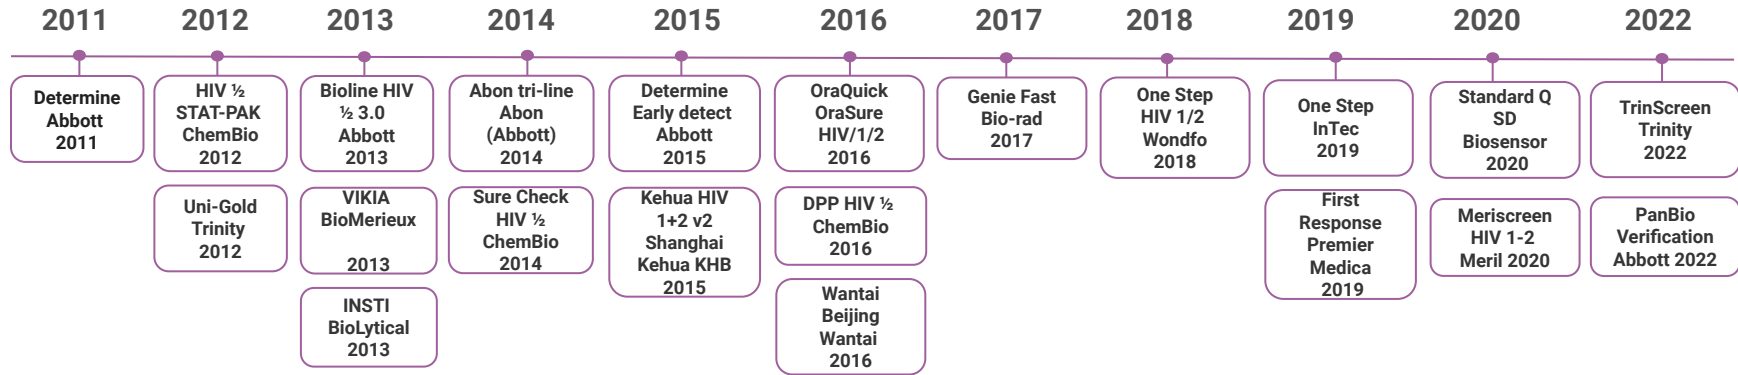 2011
2012
2013
2014
2015
2016
2017
2018
2019
2020
2022
Determine
Abbott
2011
HIV ½
STAT-PAK
ChemBio
2012
Uni-Gold
Trinity
2012
Bioline HIV
½ 3.0
Abbott
2013
VIKIA
BioMerieux
2013
INSTI
BioLytical
2013
Abon tri-line
Abon
(Abbott)
2014
Sure Check
HIV ½
ChemBio
2014
Determine
Early detect
Abbott
2015
Kehua HIV
1+2 v2
Shanghai
Kehua KHB
2015
OraQuick
OraSure
HIV/1/2
2016
DPP HIV ½
ChemBio
2016
Wantai
Beijing
Wantai
2016
Genie Fast
Bio-rad
2017
One Step
HIV 1/2
Wondfo
2018
One Step
InTec
2019
First
Response
Premier
Medica
2019
Standard Q
SD
Biosensor
2020
Meriscreen
HIV 1-2
Meril 2020
TrinScreen
Trinity
2022
PanBio
Verification
Abbott 2022